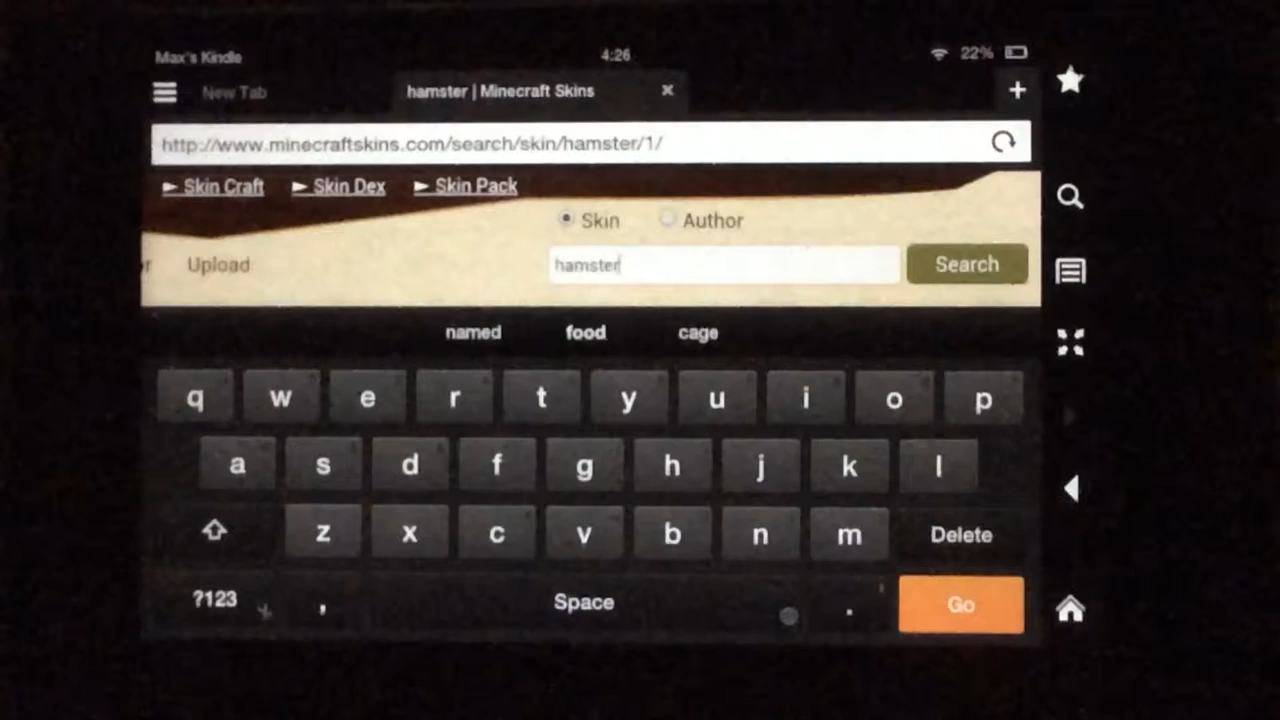 Max's Kindle 4:26 22%
New Tab hamster | Minecraft Skins
http://www.minecraftskins.com/search/skin/hamster/1/
Skin Craft Skin Dex Skin Pack
Skin Author
Upload hamster Search
named food cage
q w e r t y u i o p
a s d f g h j k l
z x c v b n m Delete
?123 , Space . Go